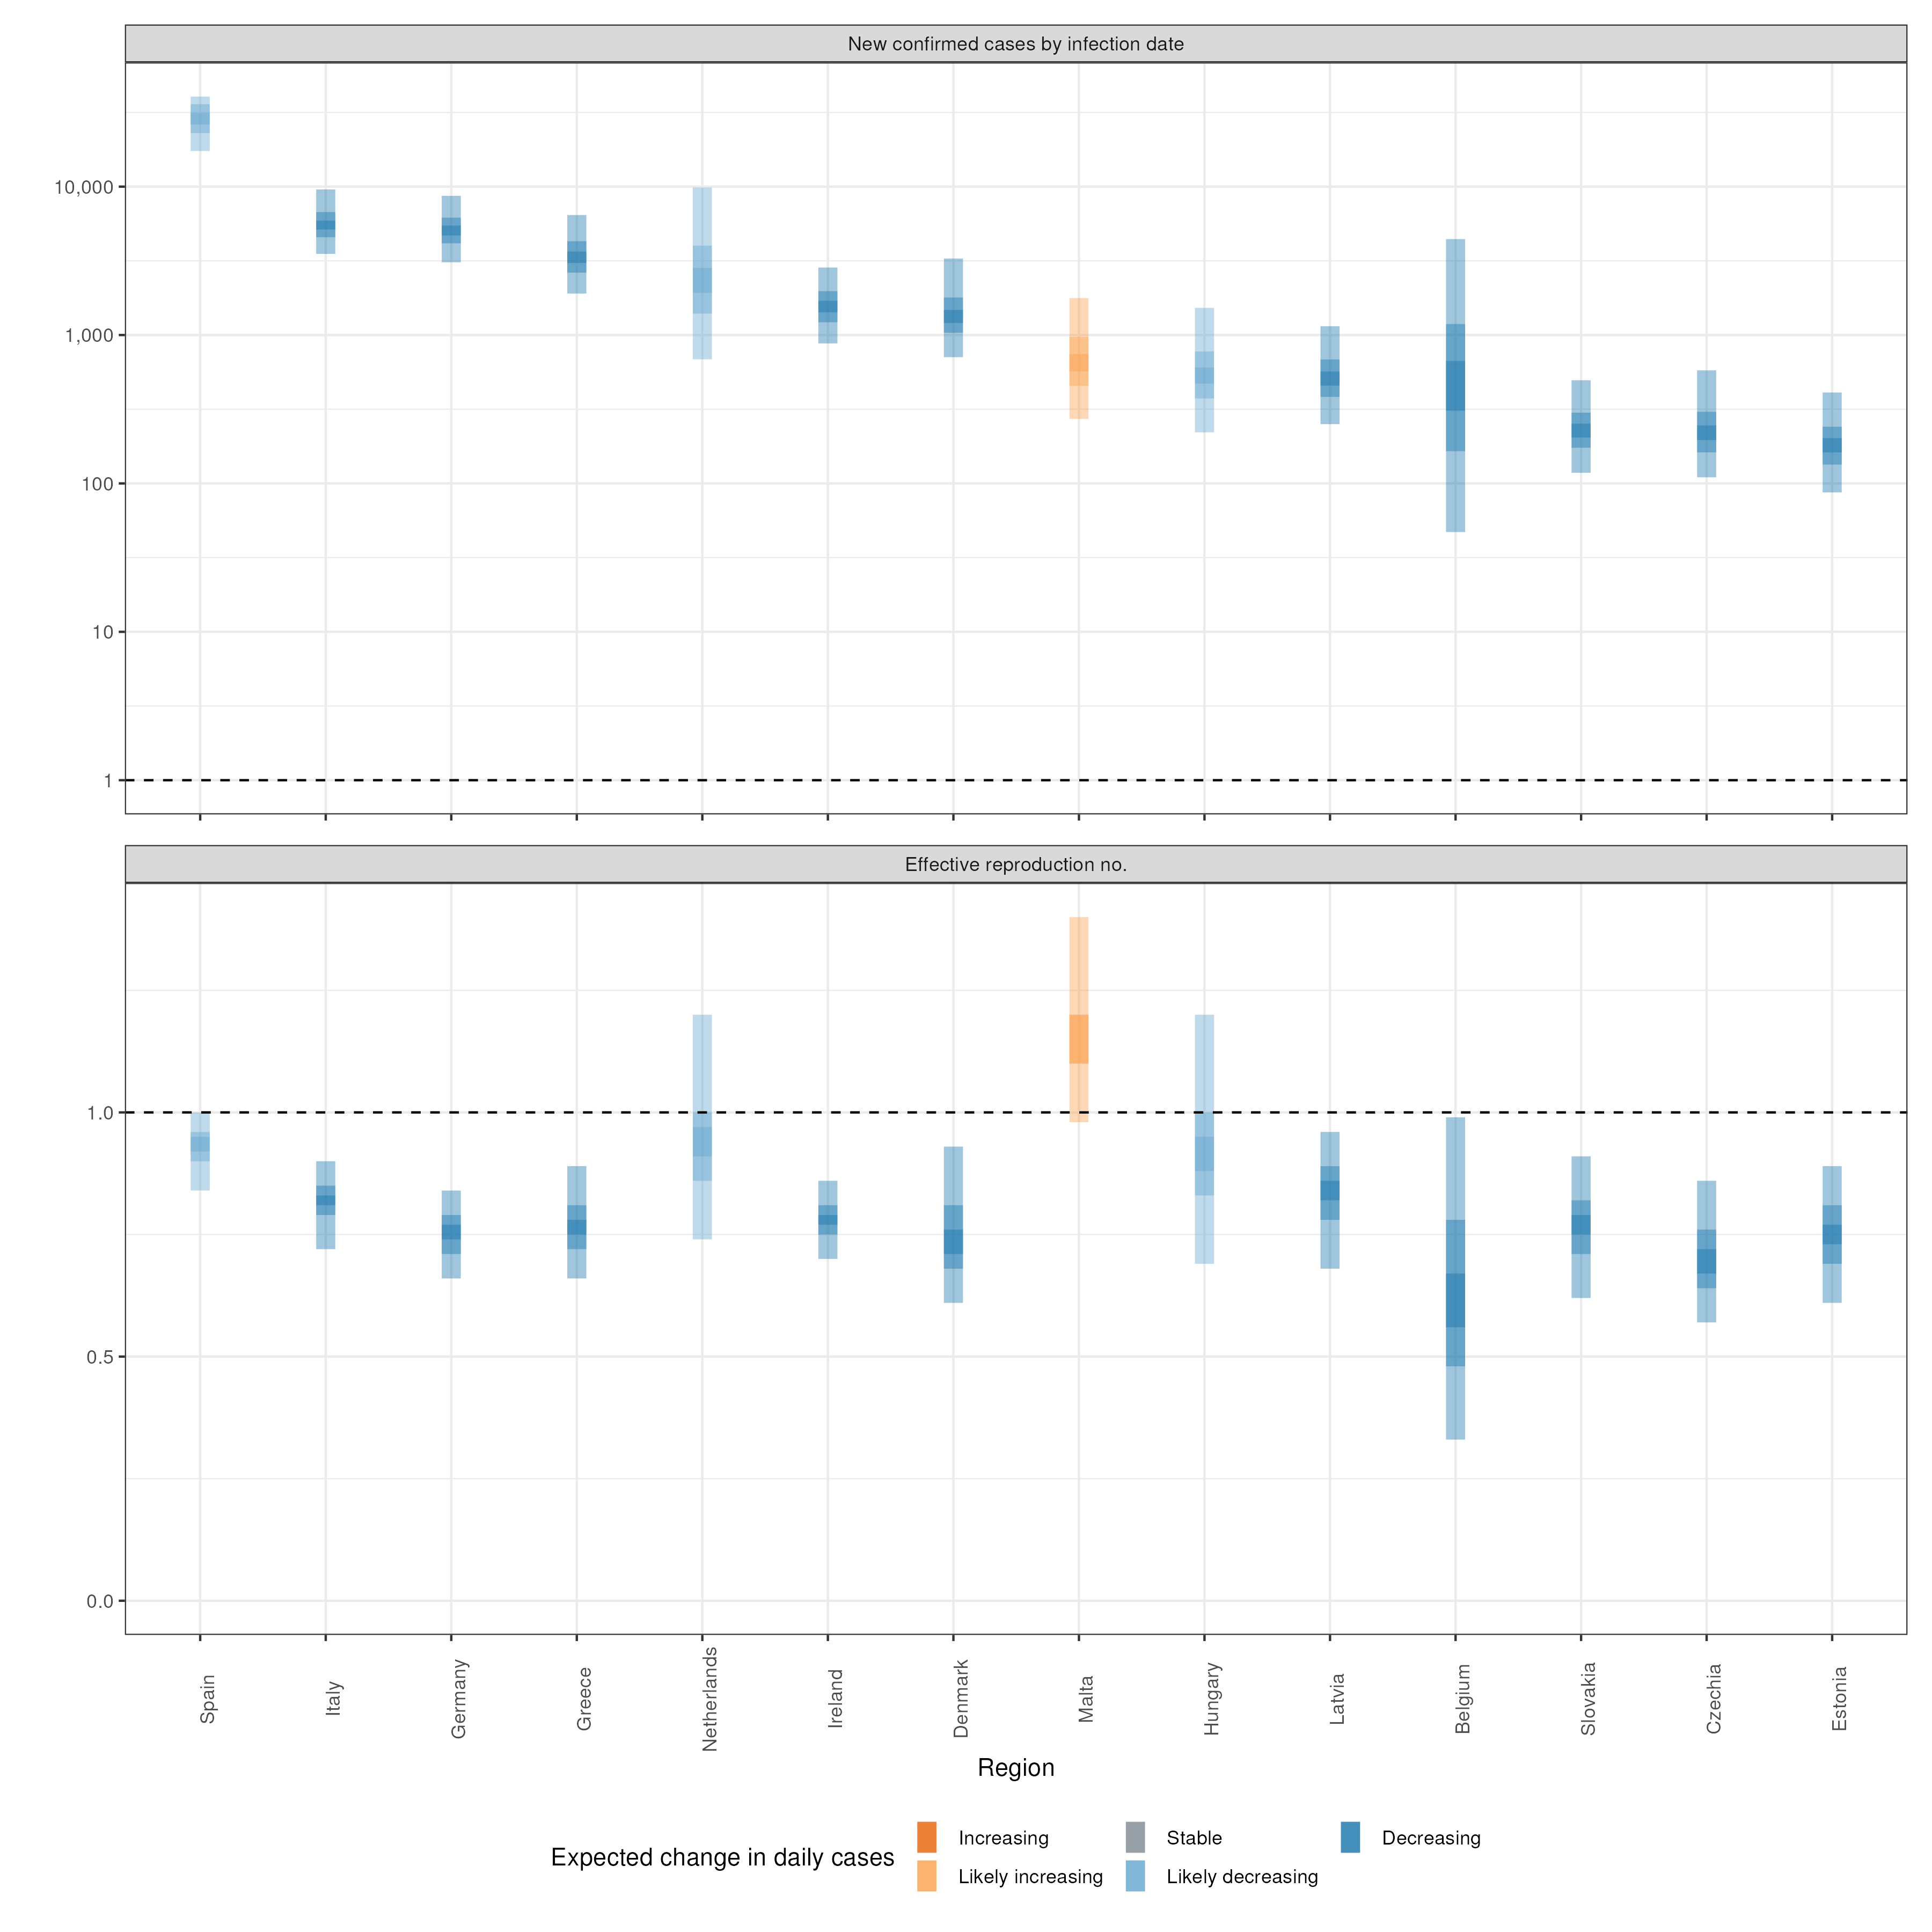 New confirmed cases by infection date
10,000
1,000
100
10
1
Effective reproduction no.
1.0
0.5
0.0
Spain
Italy
Germany
Greece
Netherlands
Ireland
Denmark
Malta
Hungary
Latvia
Belgium
Slovakia
Czechia
Estonia
Region
Expected change in daily cases
Increasing
Stable
Decreasing
Likely increasing
Likely decreasing